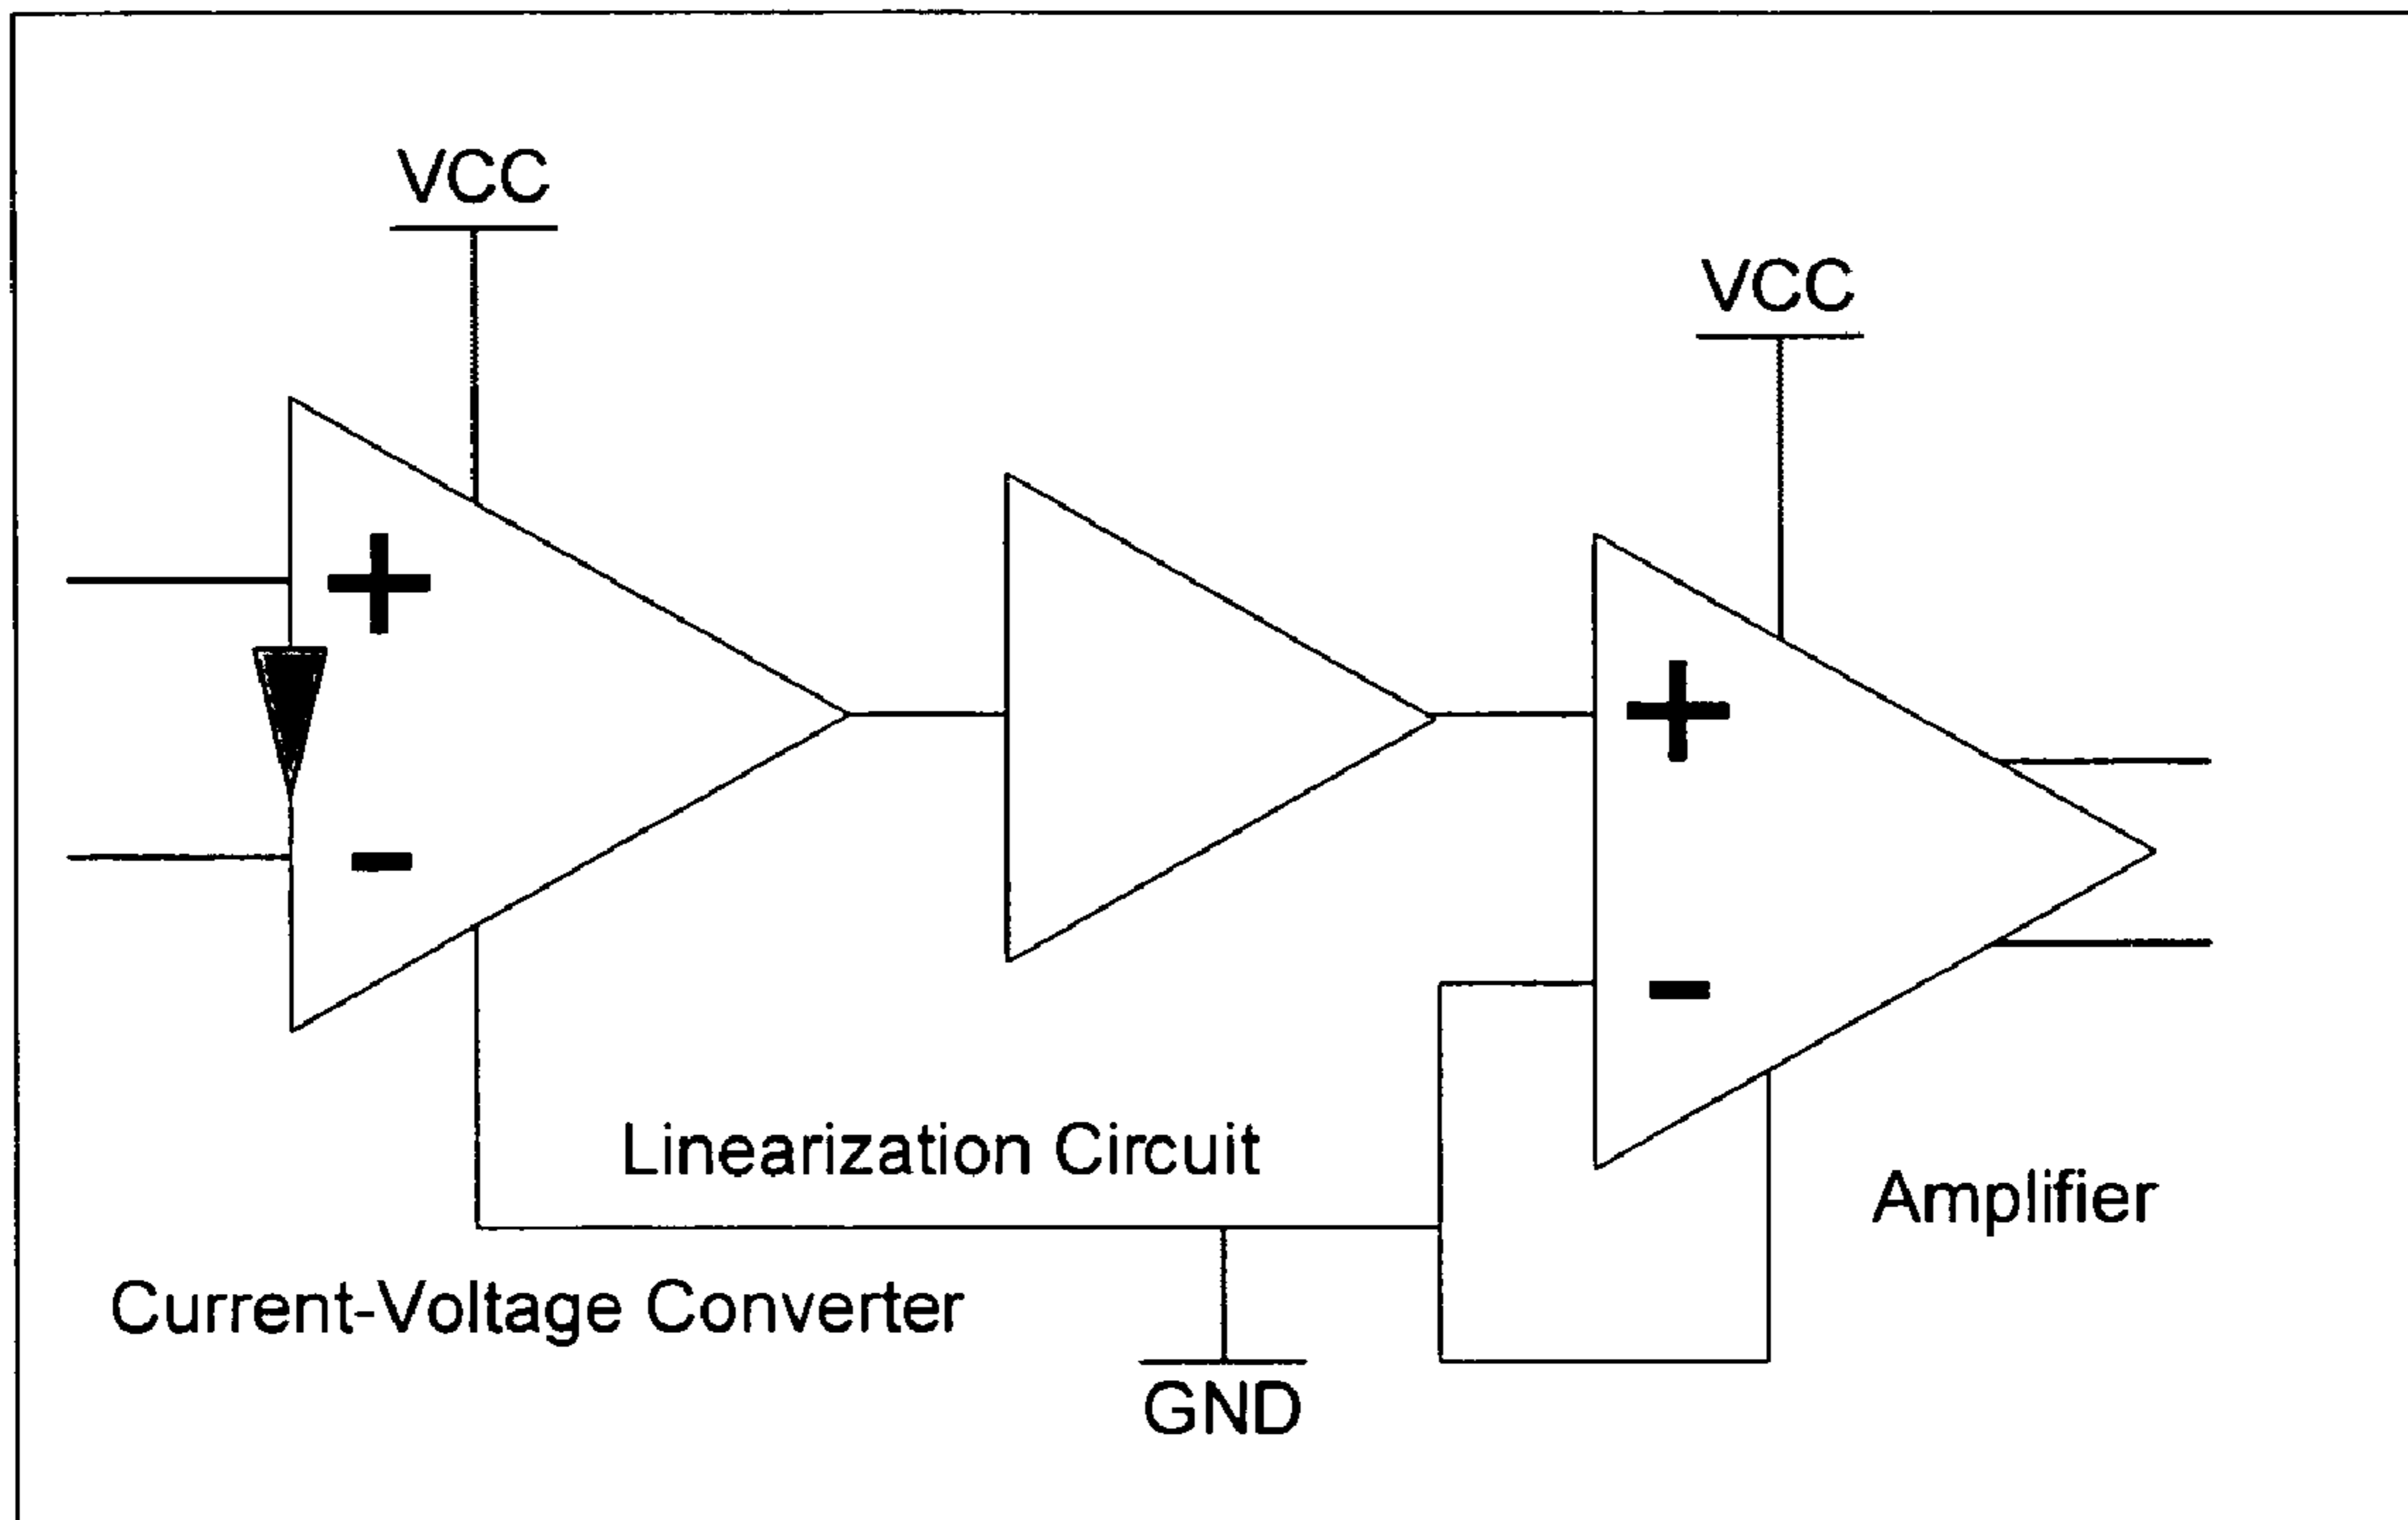 VCC
VCC
+
+
-
-
Linearization Circuit
Amplifier
Current-Voltage Converter
GND